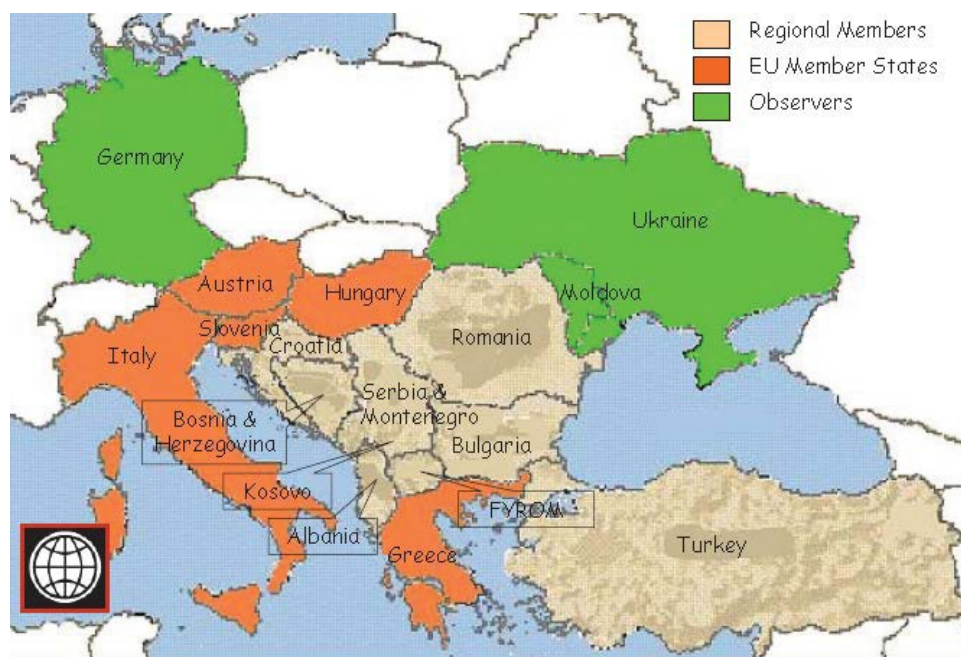 Regional Members
EU Member States
Observers
Germany
Ukraine
Austria
Hungary
Moldova
Slovenia
Croatia
Romania
Italy
Serbia &
Montenegro
Bosnia &
Herzegovina
Bulgaria
Kosovo
FYROM
Albania
Greece
Turkey